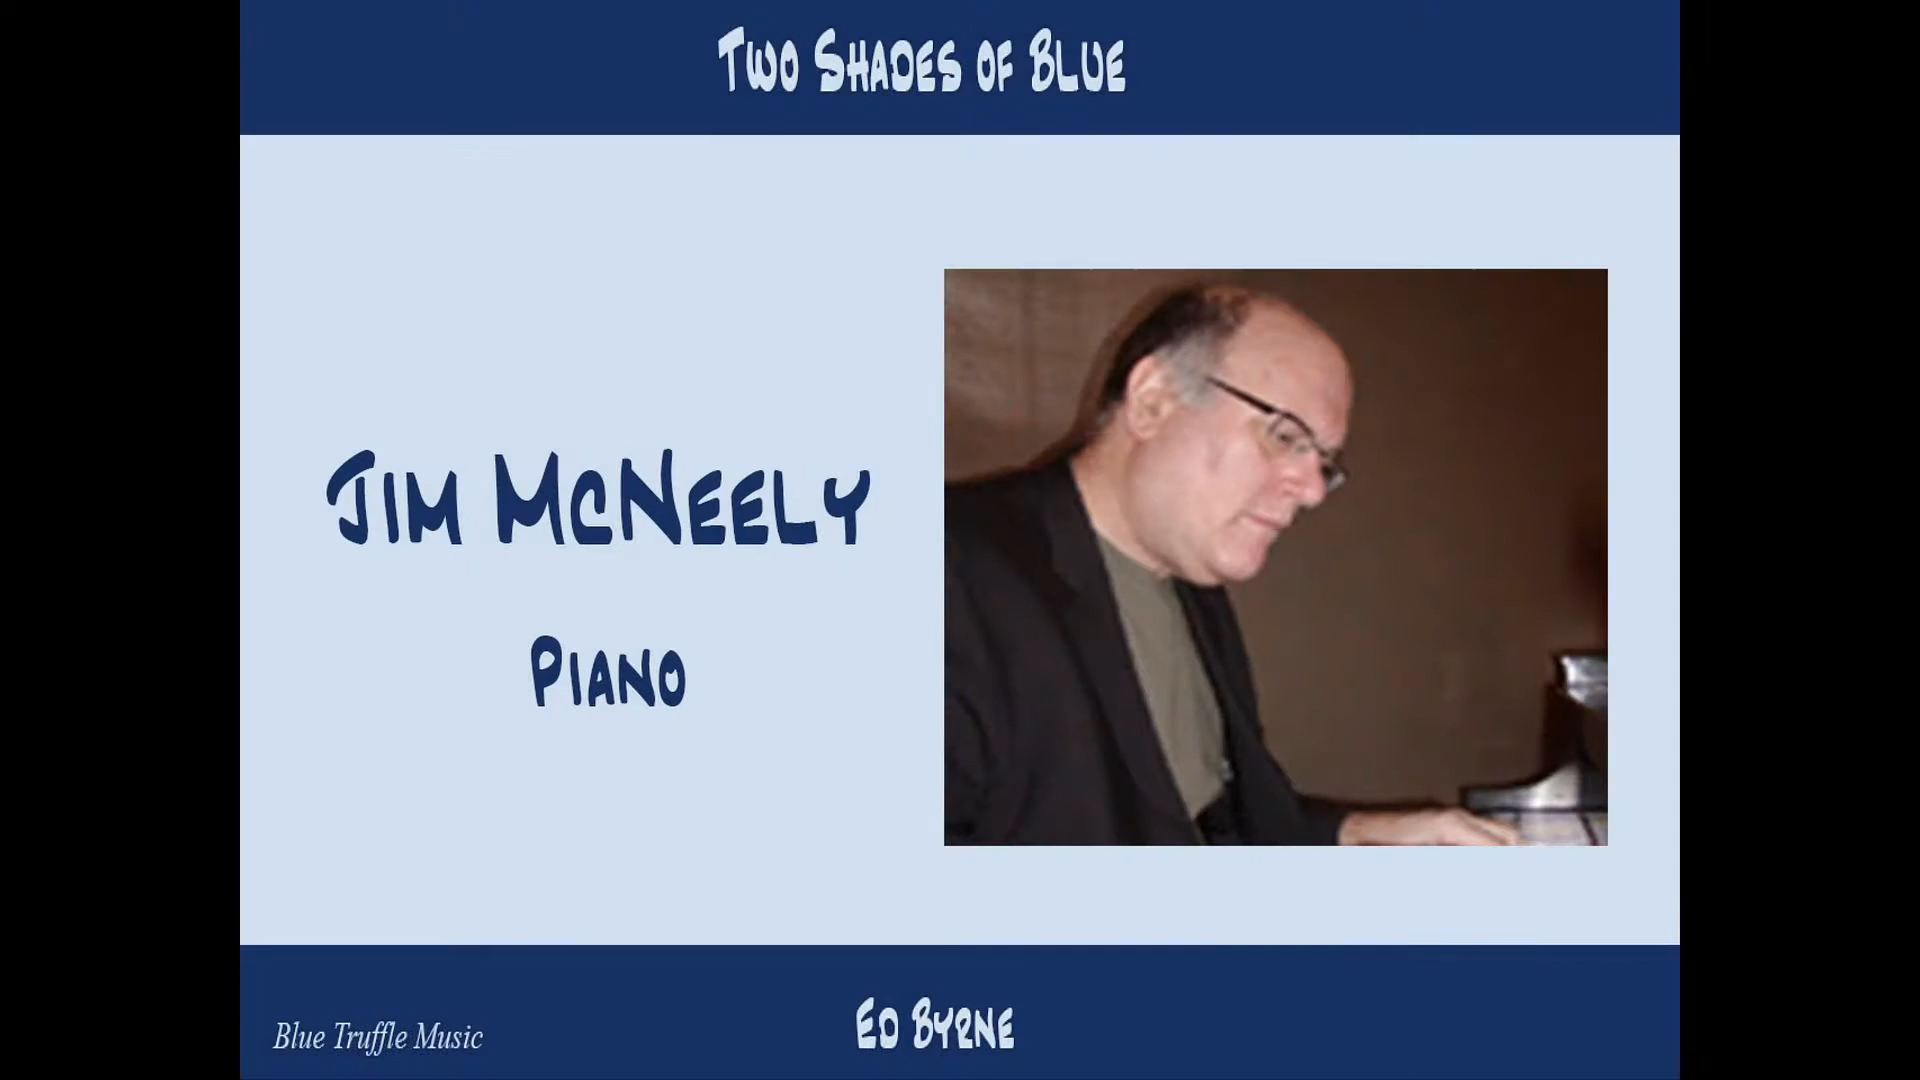 Two Shades of Blue
Jim McNeely
Piano
Ed Byrne
Blue Truffle Music